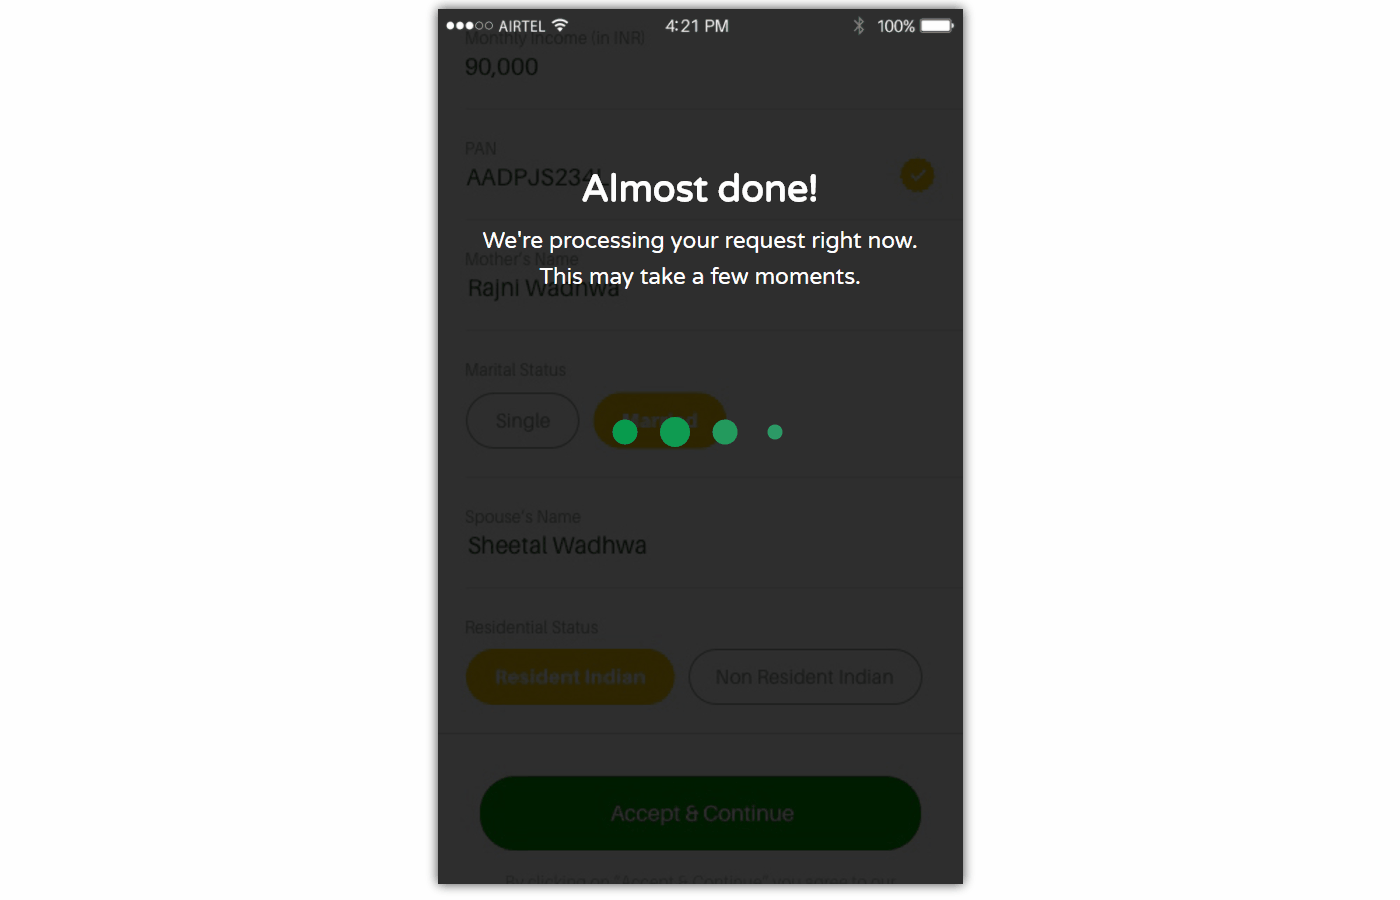 AIRTEL 4:21 PM 100%
Monthly Income (in INR)
90,000
PAN
AADPJS234
Almost done!
We're processing your request right now.
Mother's Name
This may take a few moments.
Rajni Wadhwa
Marital Status
Single Married
Spouse's Name
Sheetal Wadhwa
Residential Status
Resident Indian Non Resident Indian
Accept & Continue
By clicking on "Accept & Continue" you agree to our